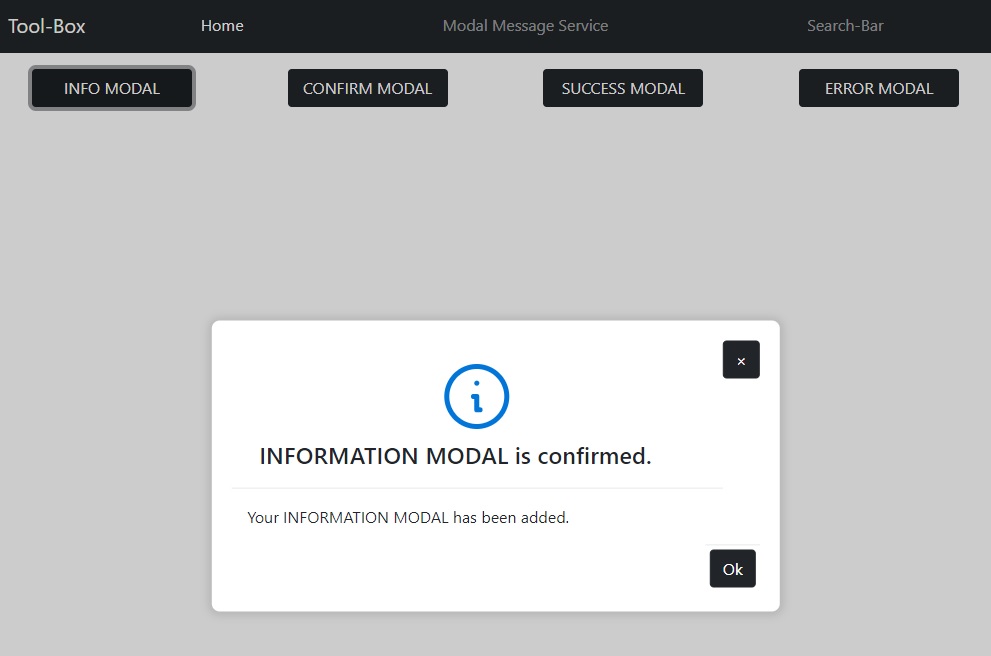 Tool-Box Home Modal Message Service Search-Bar
INFO MODAL CONFIRM MODAL SUCCESS MODAL ERROR MODAL
×
INFORMATION MODAL is confirmed.
Your INFORMATION MODAL has been added.
Ok